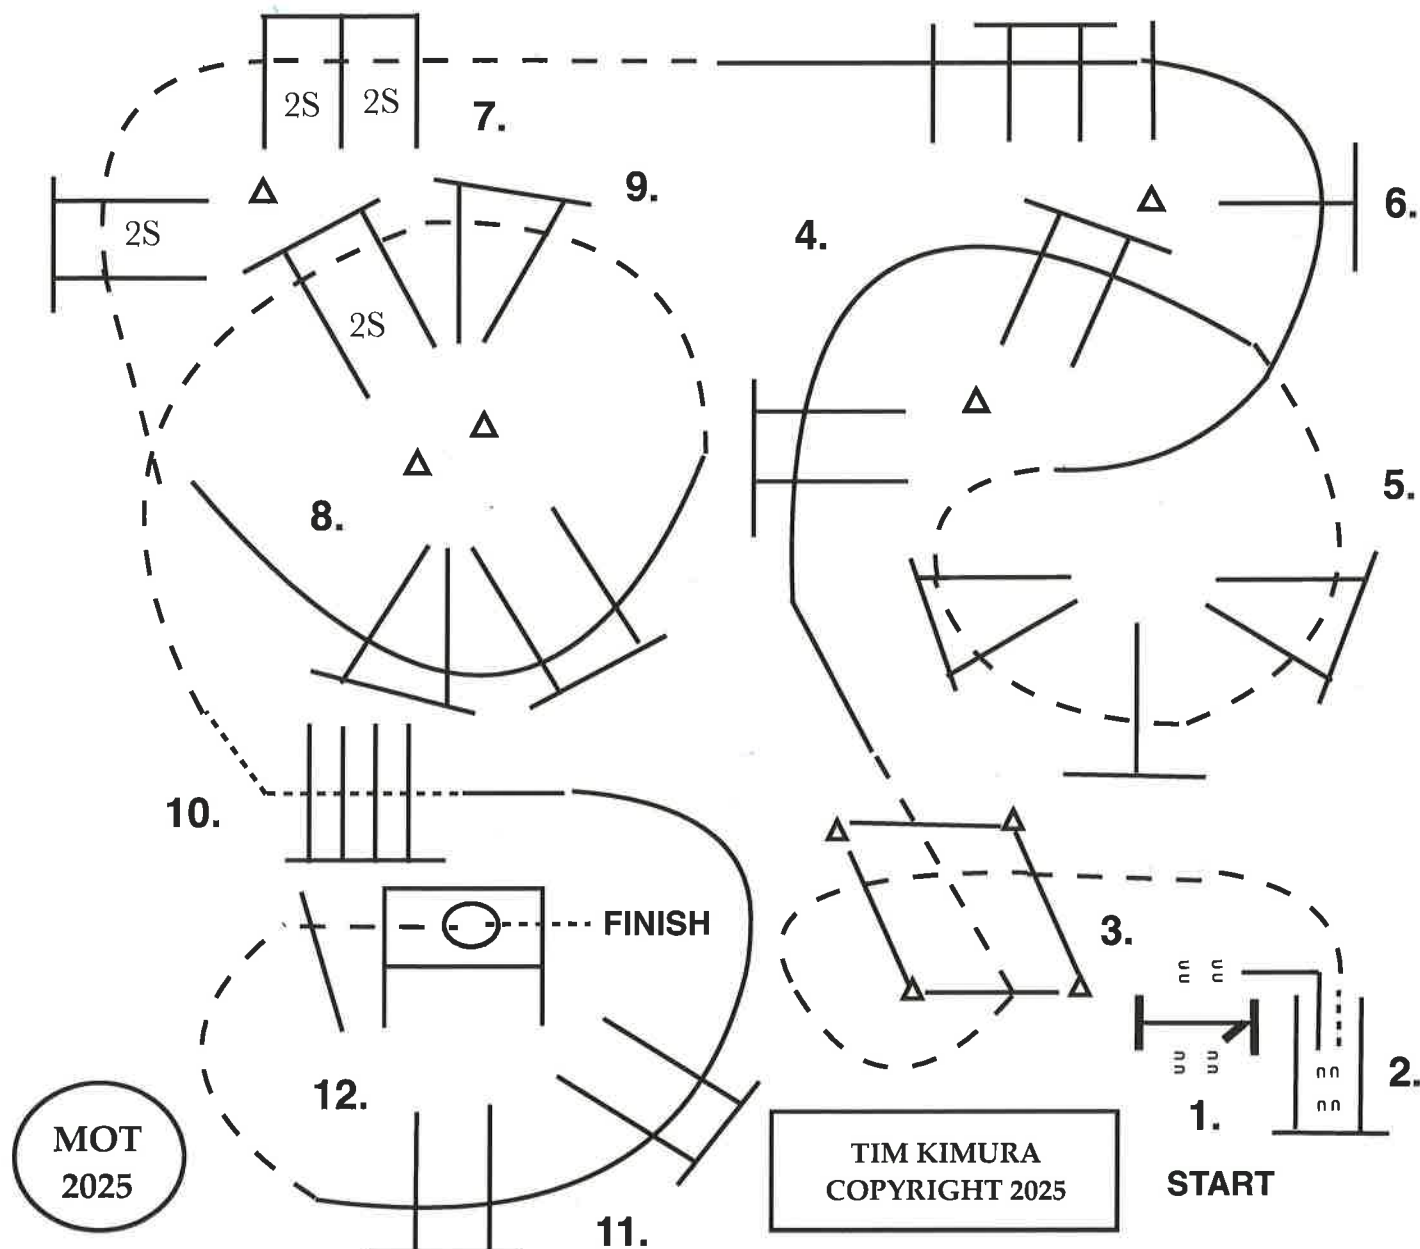 2S
2S
7.
9.
6.
4.
2S
2S
8.
5.
10.
3.
FINISH
2.
1.
12.
MOT
2025
TIM KIMURA
COPYRIGHT 2025
START
11.